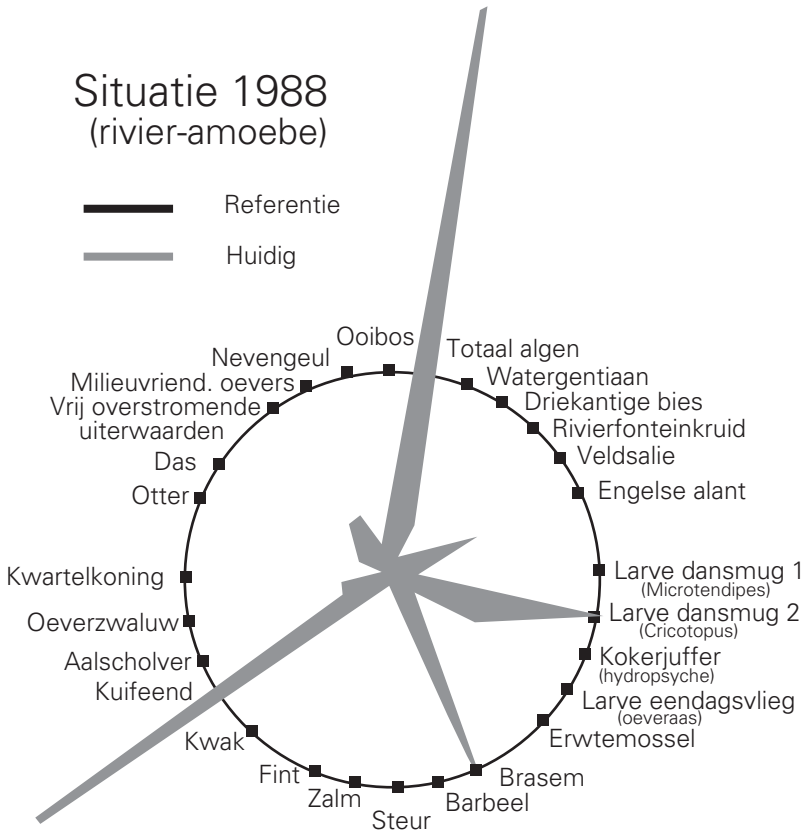 Situatie 1988
(rivier-amoebe)
Referentie
Huidig
Ooibos
Totaal algen
Watergentiaan
Driekantige bies
Rivierfonteinkruid
Veldsalie
Engelse alant
Larve dansmug 1
(Microtendipes)
Larve dansmug 2
(Cricotopus)
Kokerjuffer
(hydropsyche)
Larve eendagsvlieg
(oeveraas)
Erwtemossel
Brasem
Barbeel
Steur
Zalm
Fint
Kwak
Kuifeend
Aalscholver
Oeverzwaluw
Kwartelkoning
Otter
Das
Vrij overstromende
uiterwaarden
Milieuvriend. oevers
Nevengeul